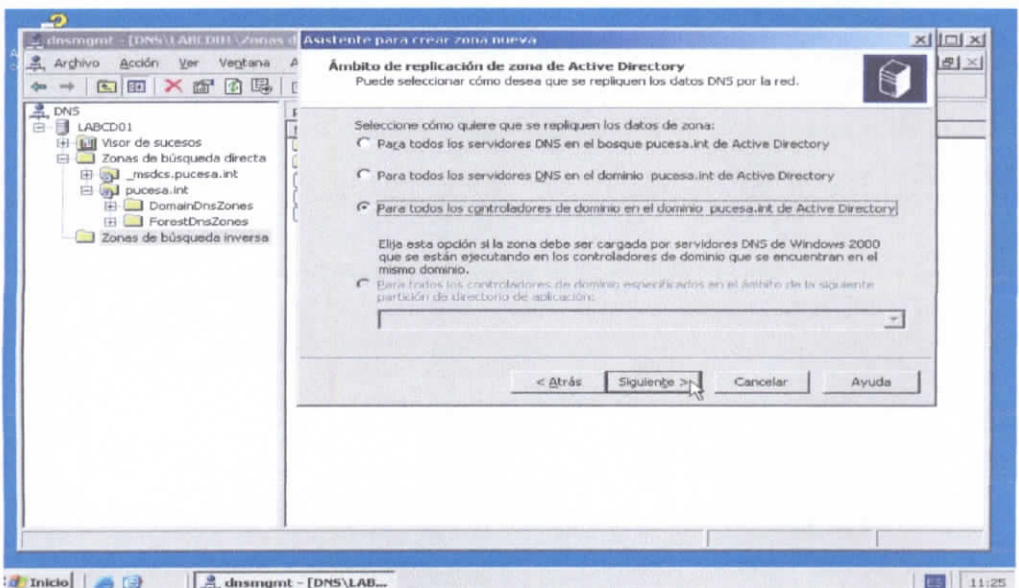 dnsmgmt - [DNS\LABCD01\Zonas d
Asistente para crear zona nueva
Archivo Acción Ver Ventana A
Ámbito de replicación de zona de Active Directory
Puede seleccionar cómo desea que se repliquen los datos DNS por la red.
DNS
LABCD01
Visor de sucesos
Zonas de búsqueda directa
_msdcs.pucesa.int
pucesa.int
DomainDnsZones
ForestDnsZones
Zonas de búsqueda inversa
Seleccione cómo quiere que se repliquen los datos de zona:
Para todos los servidores DNS en el bosque pucesa.int de Active Directory
Para todos los servidores DNS en el dominio pucesa.int de Active Directory
Para todos los controladores de dominio en el dominio pucesa.int de Active Directory
Elija esta opción si la zona debe ser cargada por servidores DNS de Windows 2000
que se están ejecutando en los controladores de dominio que se encuentran en el
mismo dominio.
Para todos los controladores de dominio especificados en el ámbito de la siguiente
partición de directorio de aplicación:
< Atrás Siguiente > Cancelar Ayuda
Inicio dnsmgmt - [DNS\LAB... 11:25